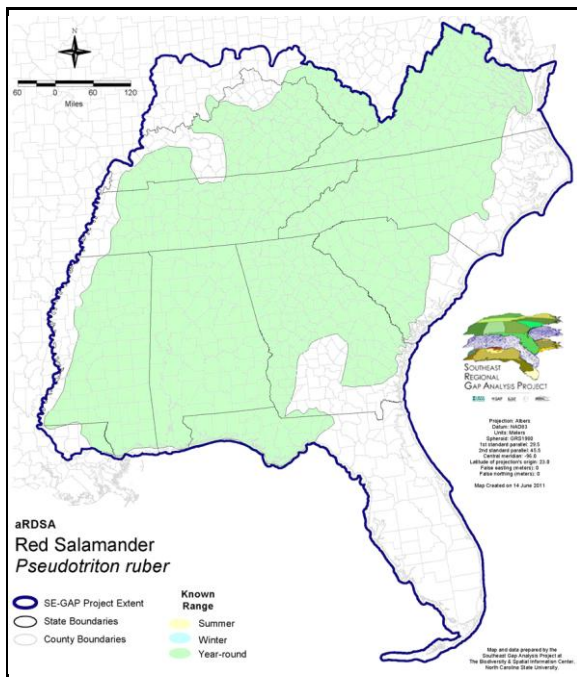 N
60
0
60
120
Miles
SOUTHEAST
REGIONAL
GAP ANALYSIS PROJECT
Projection: Albers
Datum: NAD83
Units: Meters
Spheroid: GRS1980
1st standard parallel: 29.5
2nd standard parallel: 45.5
Central meridian: -96.0
Latitude of projection's origin: 23.0
False easting (meters): 0
False northing (meters): 0
Map Created on 14 June 2011
aRDSA
Red Salamander
Pseudotriton ruber
SE-GAP Project Extent
State Boundaries
County Boundaries
Known
Range
Summer
Winter
Year-round
Map and data prepared by the
Southeast Gap Analysis Project at
The Biodiversity & Spatial Information Center,
North Carolina State University.